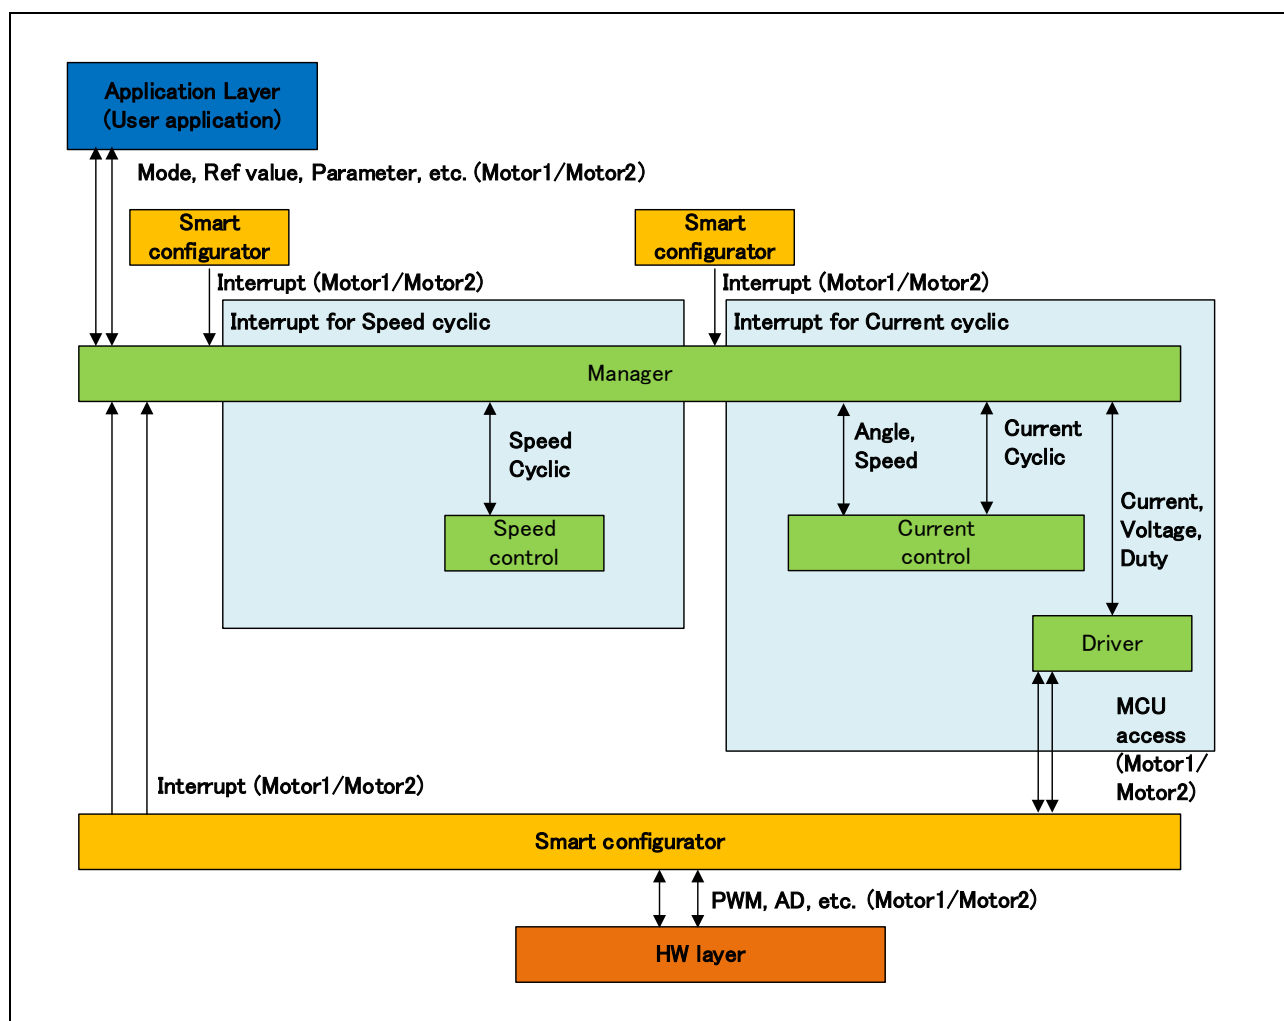 Application Layer
(User application)
Mode, Ref value, Parameter, etc. (Motor1/Motor2)
Smart
configurator
Smart
configurator
Interrupt (Motor1/Motor2)
Interrupt (Motor1/Motor2)
Interrupt for Speed cyclic
Interrupt for Current cyclic
Manager
Speed
Cyclic
Angle,
Speed
Current
Cyclic
Current,
Voltage,
Duty
Speed
control
Current
control
Driver
MCU
access
(Motor1/
Motor2)
Interrupt (Motor1/Motor2)
Smart configurator
PWM, AD, etc. (Motor1/Motor2)
HW layer